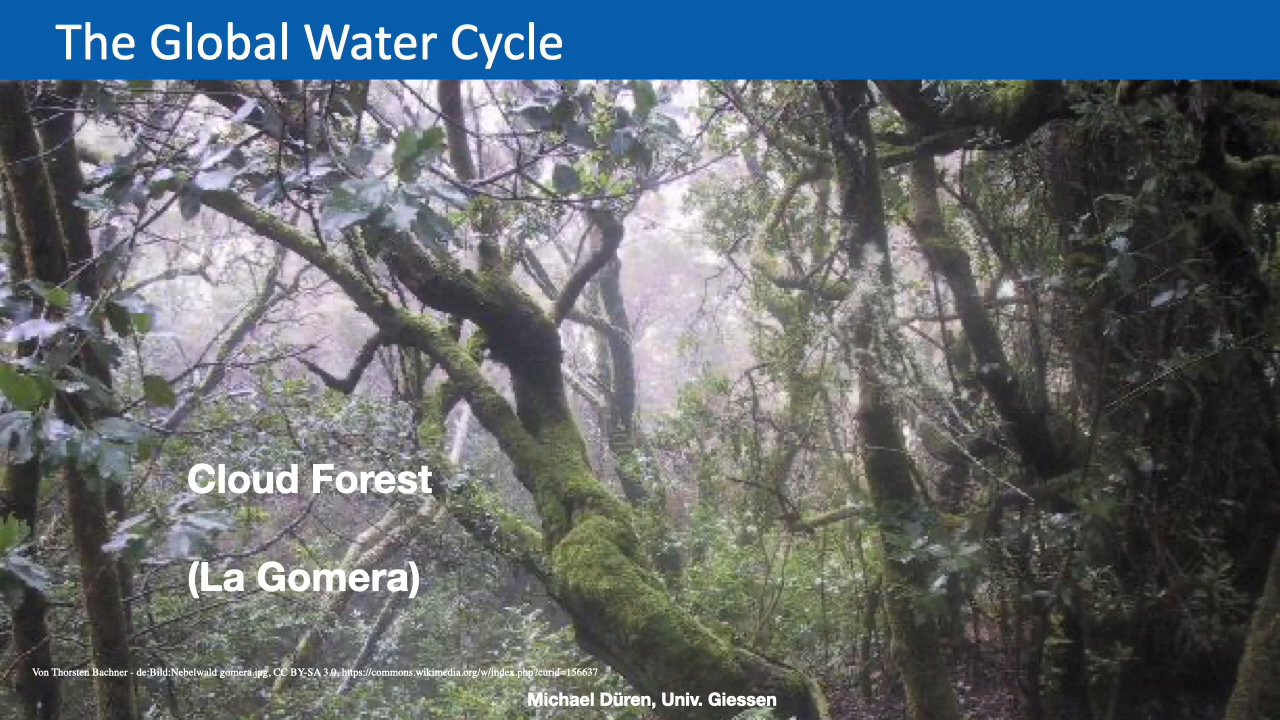 The Global Water Cycle
Cloud Forest
(La Gomera)
Von Thorsten Bachner - de:Bild:Nebelwald gomera.jpg, CC BY-SA 3.0, https://commons.wikimedia.org/w/index.php?curid=156637
Michael Düren, Univ. Giessen